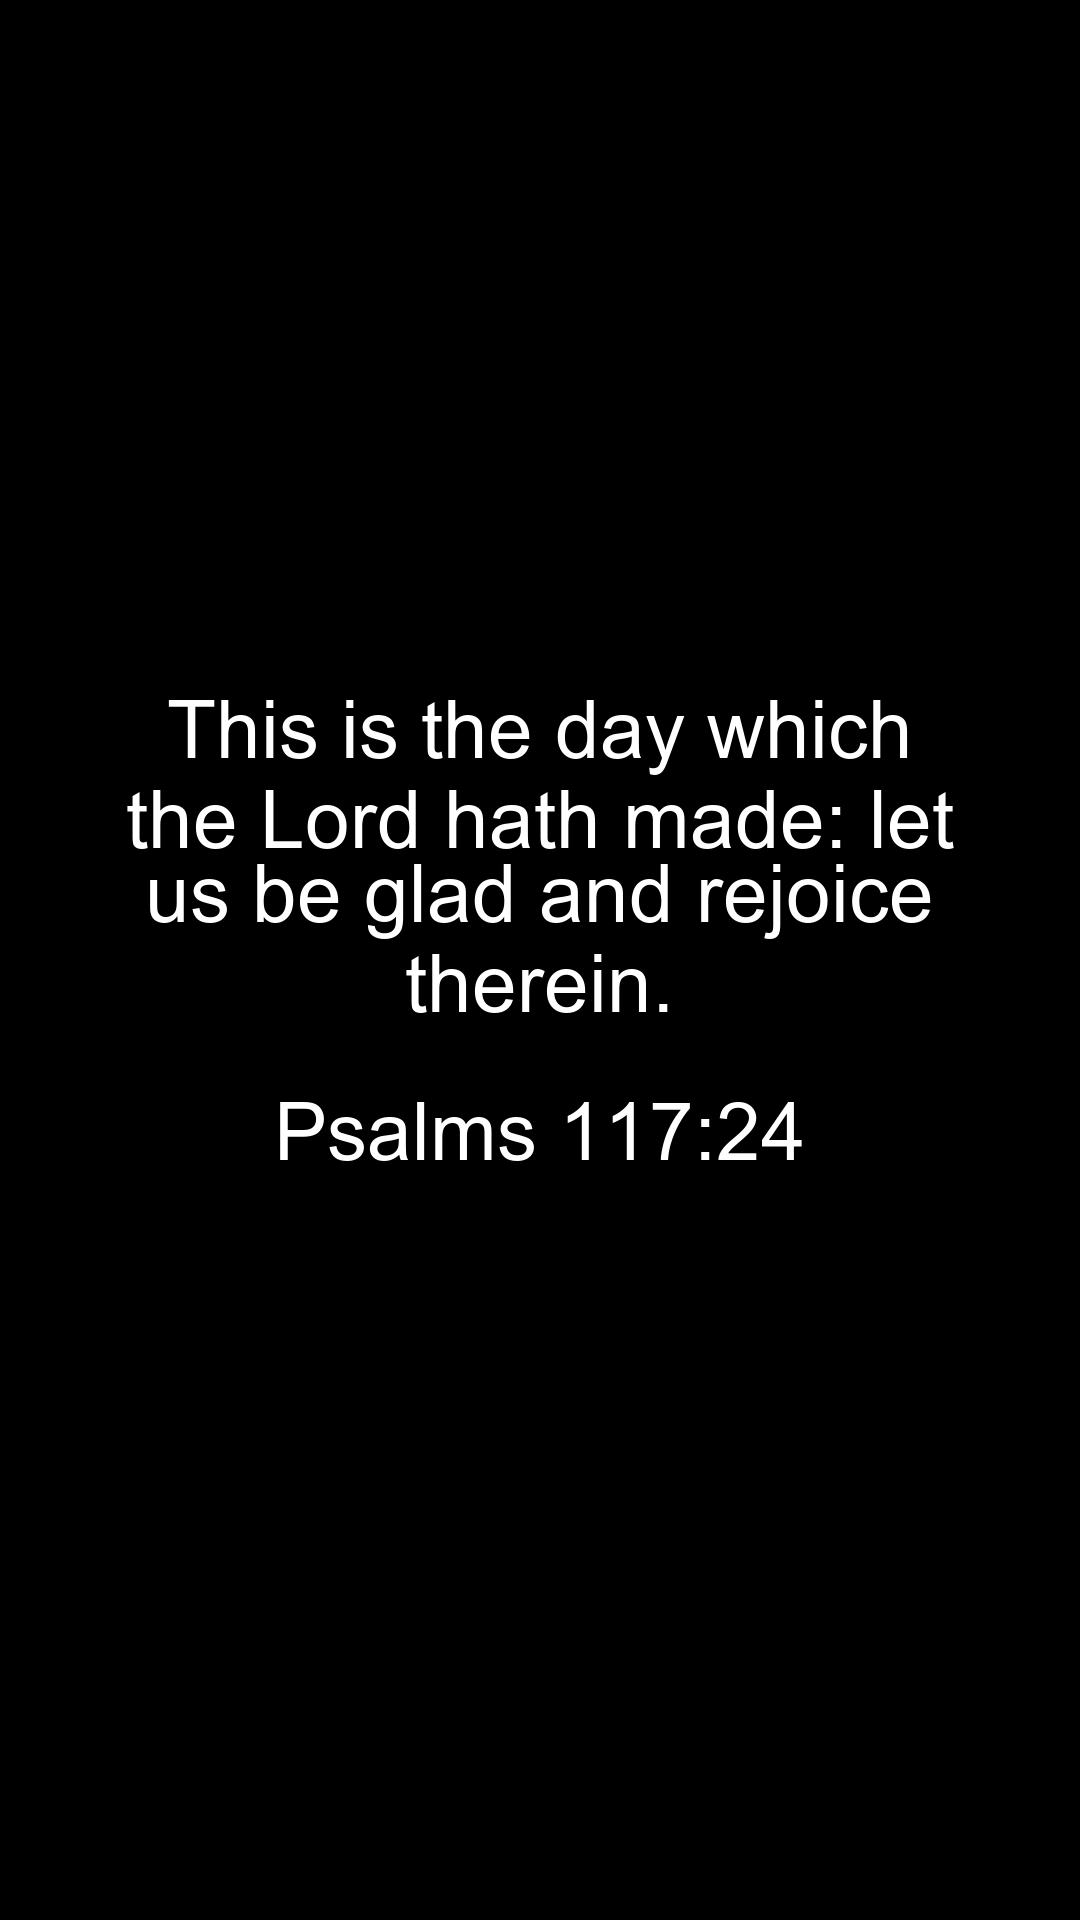 This is the day which
the Lord hath made: let
us be glad and rejoice
therein.
Psalms 117:24